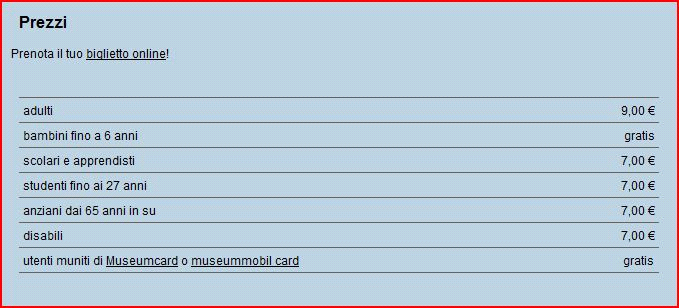 Prezzi
Prenota il tuo biglietto online!
adulti 9,00 €
bambini fino a 6 anni gratis
scolari e apprendisti 7,00 €
studenti fino ai 27 anni 7,00 €
anziani dai 65 anni in su 7,00 €
disabili 7,00 €
utenti muniti di Museumcard o museummobil card gratis